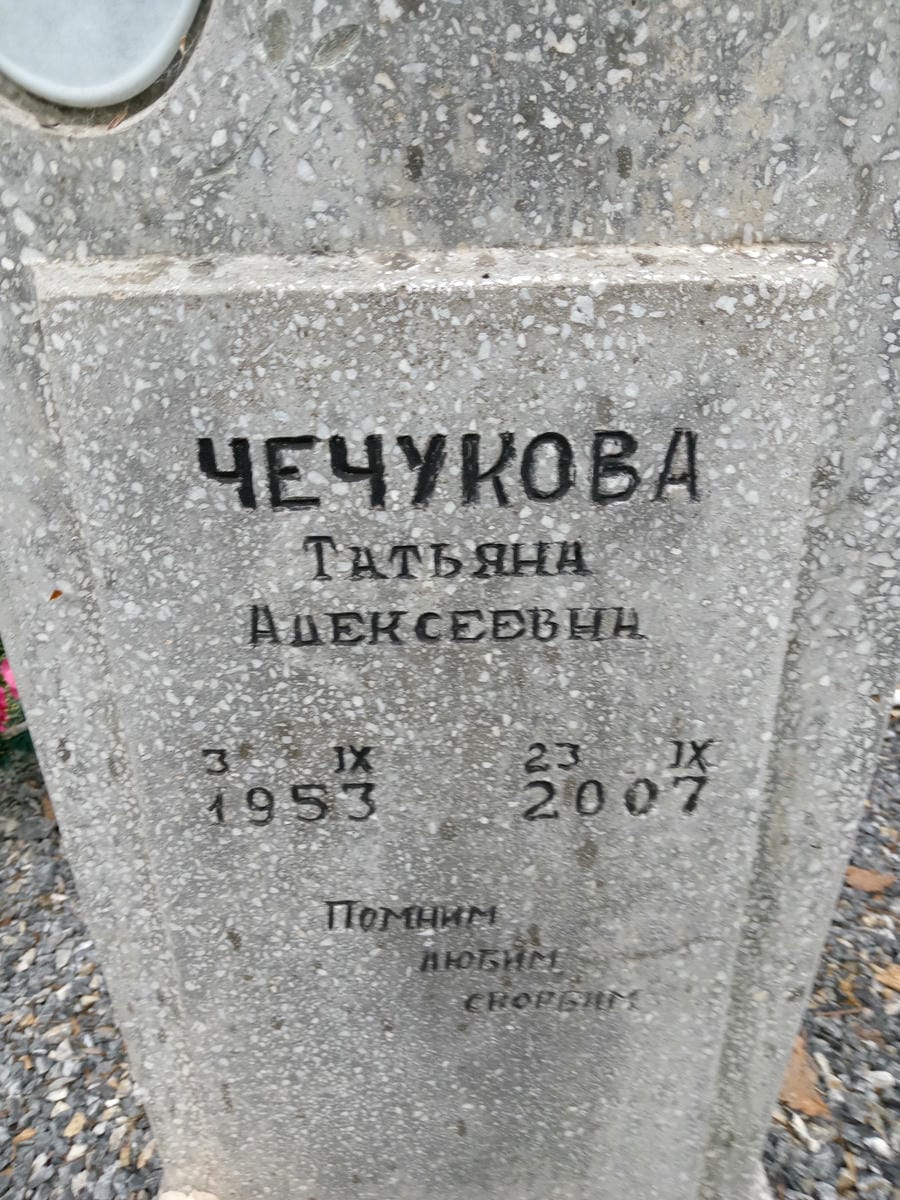 ЧЕЧУКОВА
Татьяна
Алексеевна
3 IX 23 IX
1953 2007
Помним
любим
скорбим